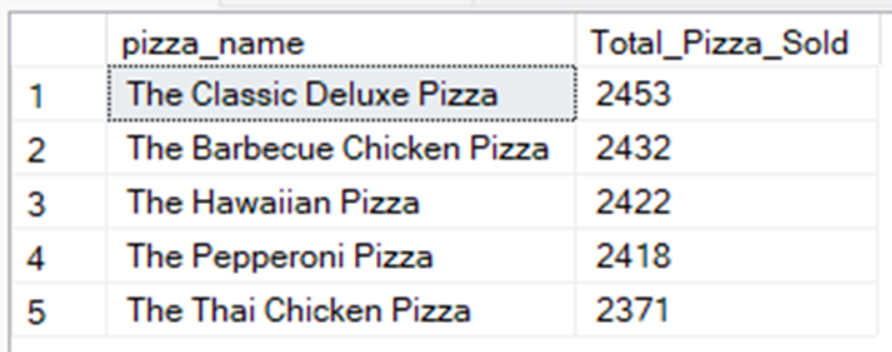 pizza_name Total_Pizza_Sold
1 The Classic Deluxe Pizza 2453
2 The Barbecue Chicken Pizza 2432
3 The Hawaiian Pizza 2422
4 The Pepperoni Pizza 2418
5 The Thai Chicken Pizza 2371